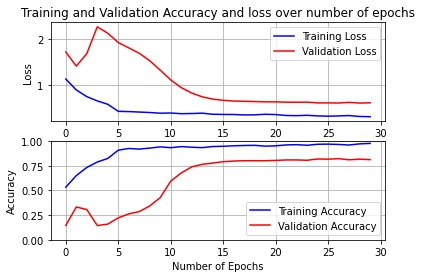 Training and Validation Accuracy and loss over number of epochs
2
1
Loss
Training Loss
Validation Loss
0 5 10 15 20 25 30
1.00
0.75
0.50
0.25
0.00
Accuracy
Training Accuracy
Validation Accuracy
0 5 10 15 20 25 30
Number of Epochs